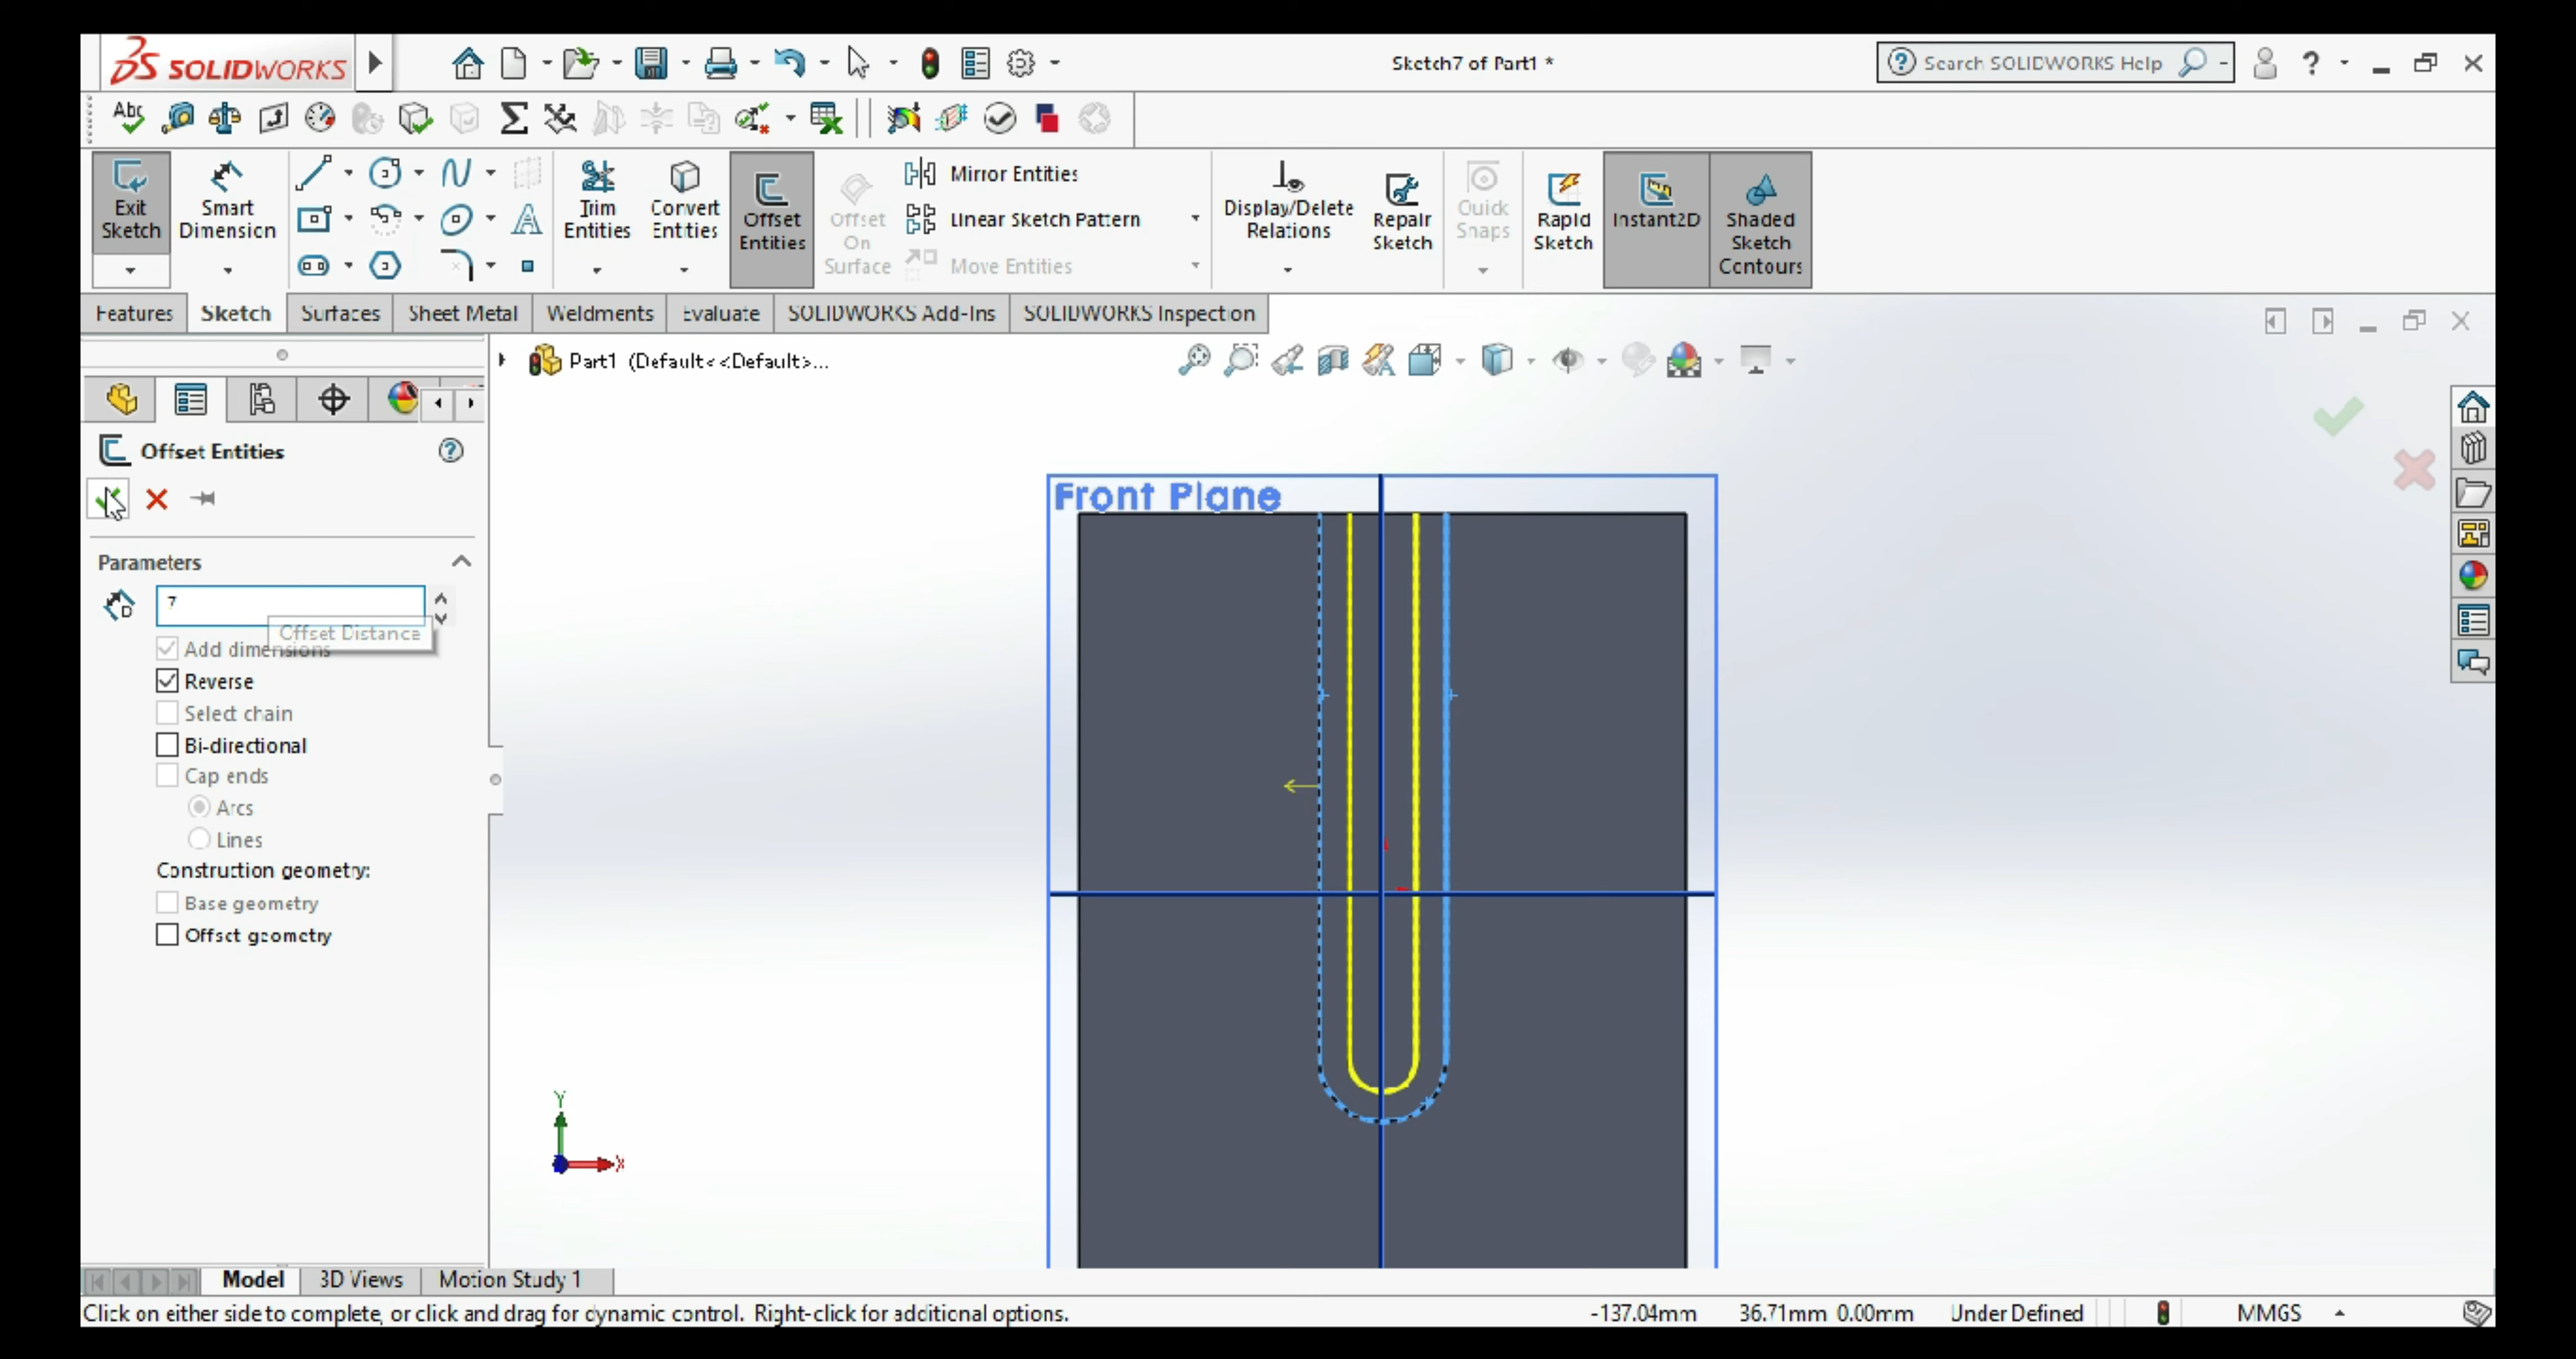 SOLIDWORKS
Sketch7 of Part1 *
Search SOLIDWORKS Help
Abc
Exit Sketch
Smart Dimension
Trim Entities
Convert Entities
Offset Entities
Offset On Surface
Mirror Entities
Linear Sketch Pattern
Move Entities
Display/Delete Relations
Repair Sketch
Quick Snaps
Rapid Sketch
Instant2D
Shaded Sketch Contours
Features
Sketch
Surfaces
Sheet Metal
Weldments
Evaluate
SOLIDWORKS Add-Ins
SOLIDWORKS Inspection
Part1 (Default<<Default>...
Offset Entities
Parameters
7
Offset Distance
Add dimensions
Reverse
Select chain
Bi-directional
Cap ends
Arcs
Lines
Construction geometry:
Base geometry
Offset geometry
Front Plane
Y
X
Model
3D Views
Motion Study 1
Click on either side to complete, or click and drag for dynamic control. Right-click for additional options.
-137.04mm 36.71mm 0.00mm Under Defined MMGS